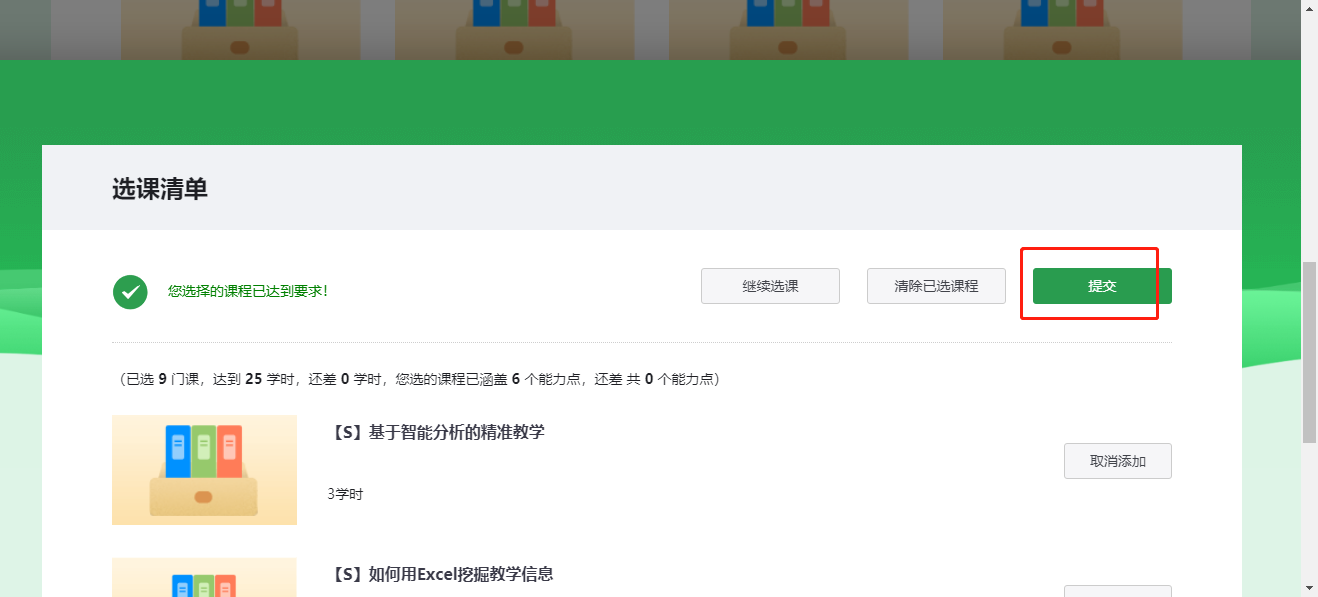 选课清单
您选择的课程已达到要求！
继续选课
清除已选课程
提交
（已选 9 门课，达到 25 学时，还差 0 学时，您选的课程已涵盖 6 个能力点，还差 共 0 个能力点）
【S】基于智能分析的精准教学
取消添加
3学时
【S】如何用Excel挖掘教学信息